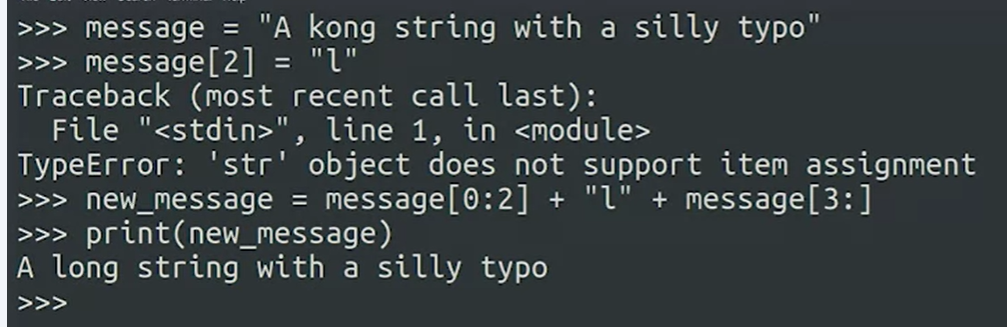 >>> message = "A kong string with a silly typo"
>>> message[2] = "l"
Traceback (most recent call last):
  File "<stdin>", line 1, in <module>
TypeError: 'str' object does not support item assignment
>>> new_message = message[0:2] + "l" + message[3:]
>>> print(new_message)
A long string with a silly typo
>>>